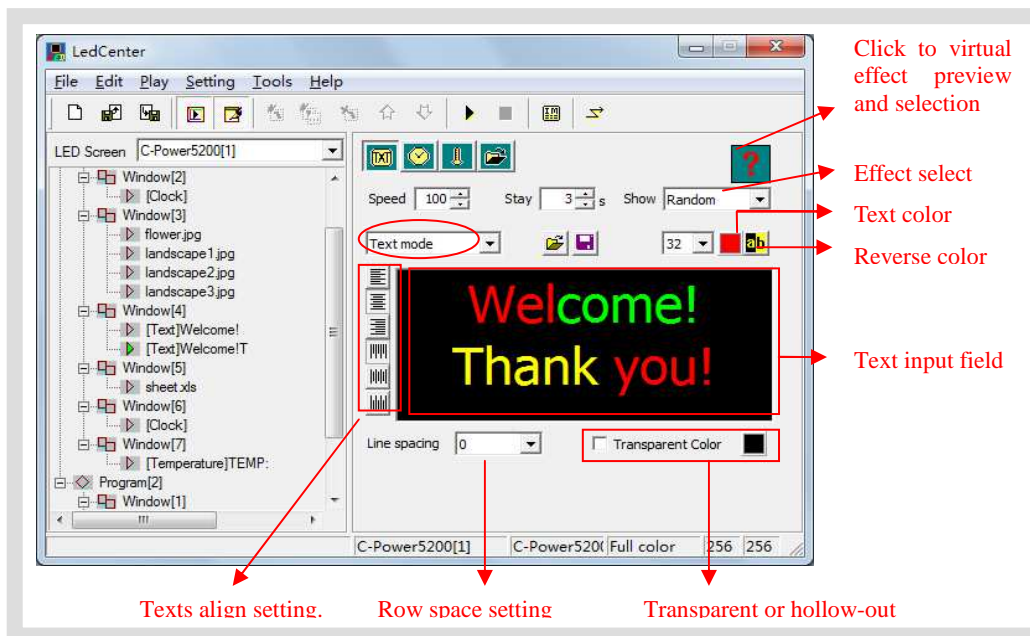 LedCenter
File Edit Play Setting Tools Help
LED Screen C-Power5200[1]
Window[2]
[Clock]
Window[3]
flower.jpg
landscape1.jpg
landscape2.jpg
landscape3.jpg
Window[4]
[Text]Welcome!
[Text]Welcome!T
Window[5]
sheet.xls
Window[6]
[Clock]
Window[7]
[Temperature]TEMP:
Program[2]
Window[1]
TXT
?
Speed 100 Stay 3 s Show Random
Text mode 32 ab
Welcome!
Thank you!
Line spacing 0 Transparent Color
C-Power5200[1] C-Power520( Full color 256 256
Click to virtual
effect preview
and selection
Effect select
Text color
Reverse color
Text input field
Texts align setting. Row space setting Transparent or hollow-out